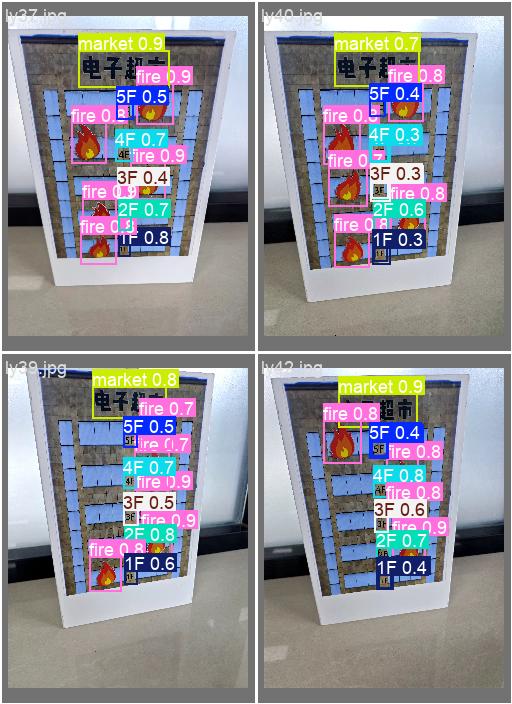 ly37.jpg
market 0.9
电子超市
fire 0.9
5F 0.5
fire 0.8
4F 0.7
4F
fire 0.9
3F 0.4
fire 0.9
2F 0.7
fire 0.8
1F 0.8
ly40.jpg
market 0.7
电子超市
fire 0.8
5F 0.4
fire 0.8
4F 0.3
fire 0.7
3F 0.3
3F
fire 0.8
2F 0.6
fire 0.8
1F 0.3
ly39.jpg
market 0.8
电子超市
fire 0.7
5F 0.5
5F
fire 0.7
4F 0.7
4F
fire 0.9
3F 0.5
3F
fire 0.9
2F 0.8
fire 0.8
1F 0.6
1F
ly42.jpg
market 0.9
超市
fire 0.8
5F 0.4
5F
fire 0.8
4F 0.8
fire 0.8
3F 0.6
3F
fire 0.9
2F 0.7
1F 0.4
1F